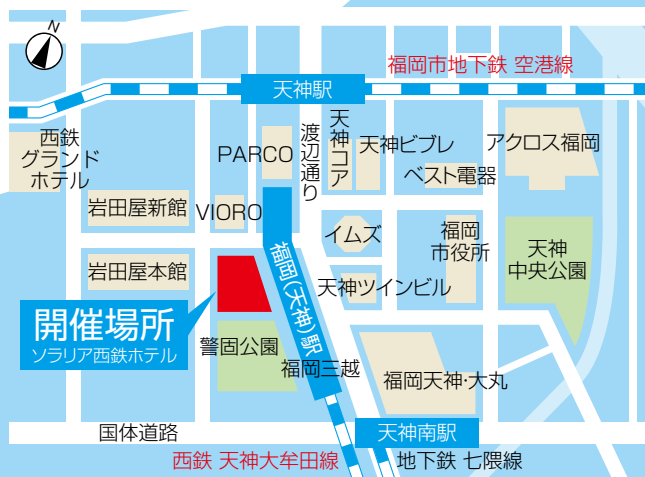 N
福岡市地下鉄 空港線
天神駅
西鉄
グランド
ホテル
PARCO
渡辺通り
天神コア
天神ビブレ
アクロス福岡
ベスト電器
岩田屋新館
VIORO
イムズ
福岡
市役所
天神
中央公園
岩田屋本館
福岡(天神)駅
天神ツインビル
開催場所
ソラリア西鉄ホテル
警固公園
福岡三越
福岡天神・大丸
国体道路
天神南駅
西鉄 天神大牟田線
地下鉄 七隈線